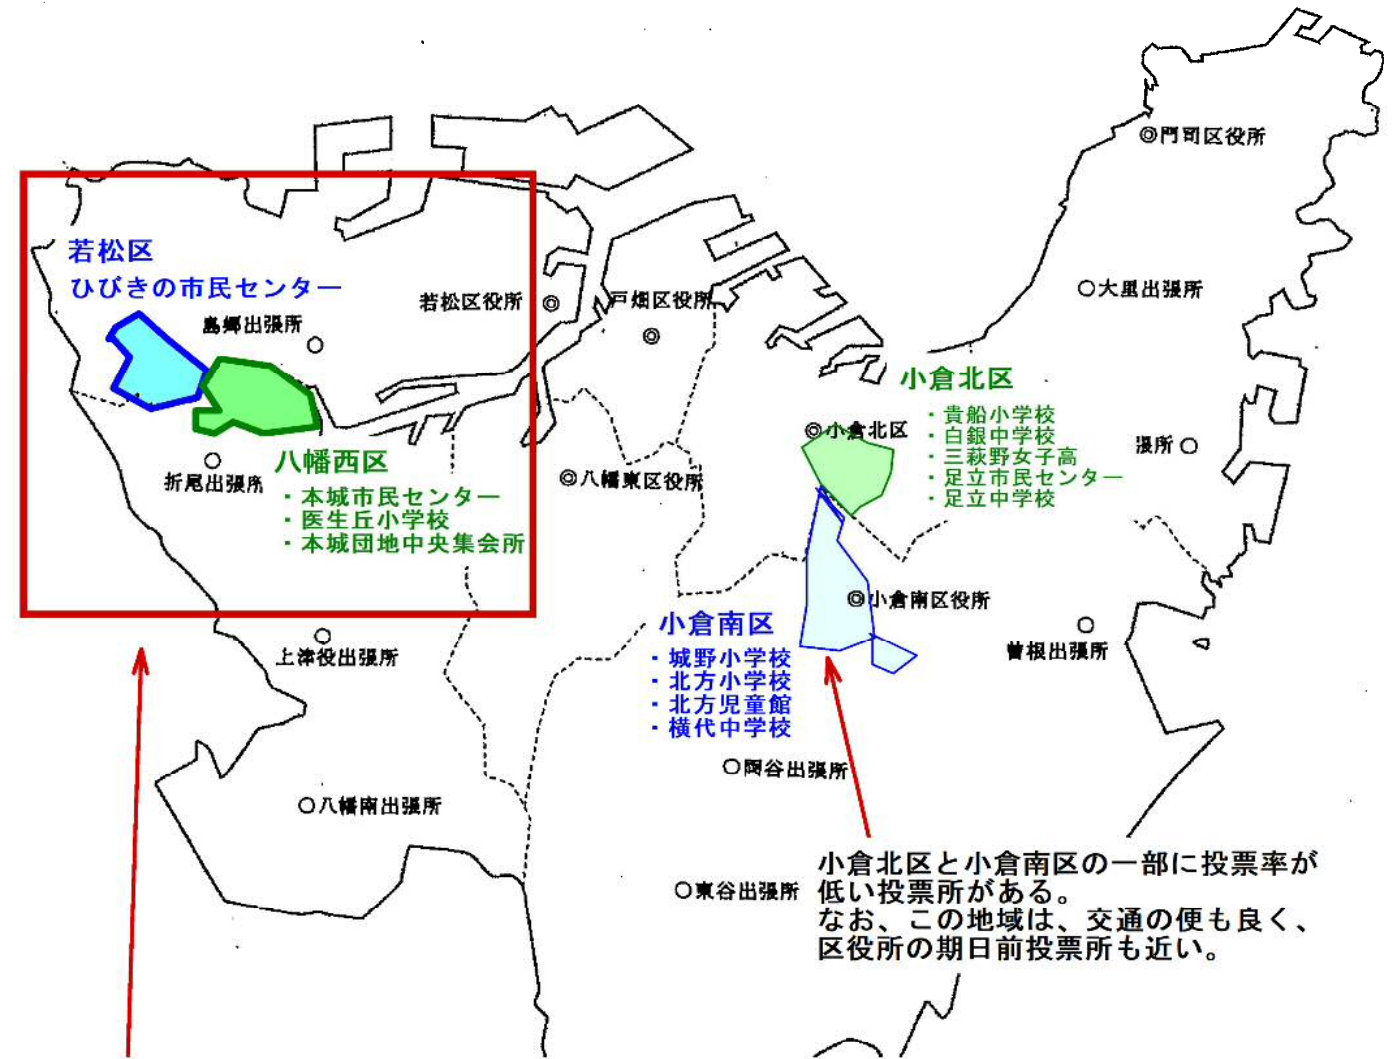 ◎門司区役所
若松区
ひびきの市民センター
島郷出張所
若松区役所
戸畑区役所
○大里出張所
小倉北区
・貴船小学校
・白銀中学校
・三萩野女子高
・足立市民センター
・足立中学校
◎小倉北区
張所○
折尾出張所
八幡西区
・本城市民センター
・医生丘小学校
・本城団地中央集会所
◎八幡東区役所
◎小倉南区役所
小倉南区
・城野小学校
・北方小学校
・北方児童館
・横代中学校
曽根出張所
上津役出張所
○両谷出張所
○八幡南出張所
○東谷出張所
小倉北区と小倉南区の一部に投票率が
低い投票所がある。
なお、この地域は、交通の便も良く、
区役所の期日前投票所も近い。